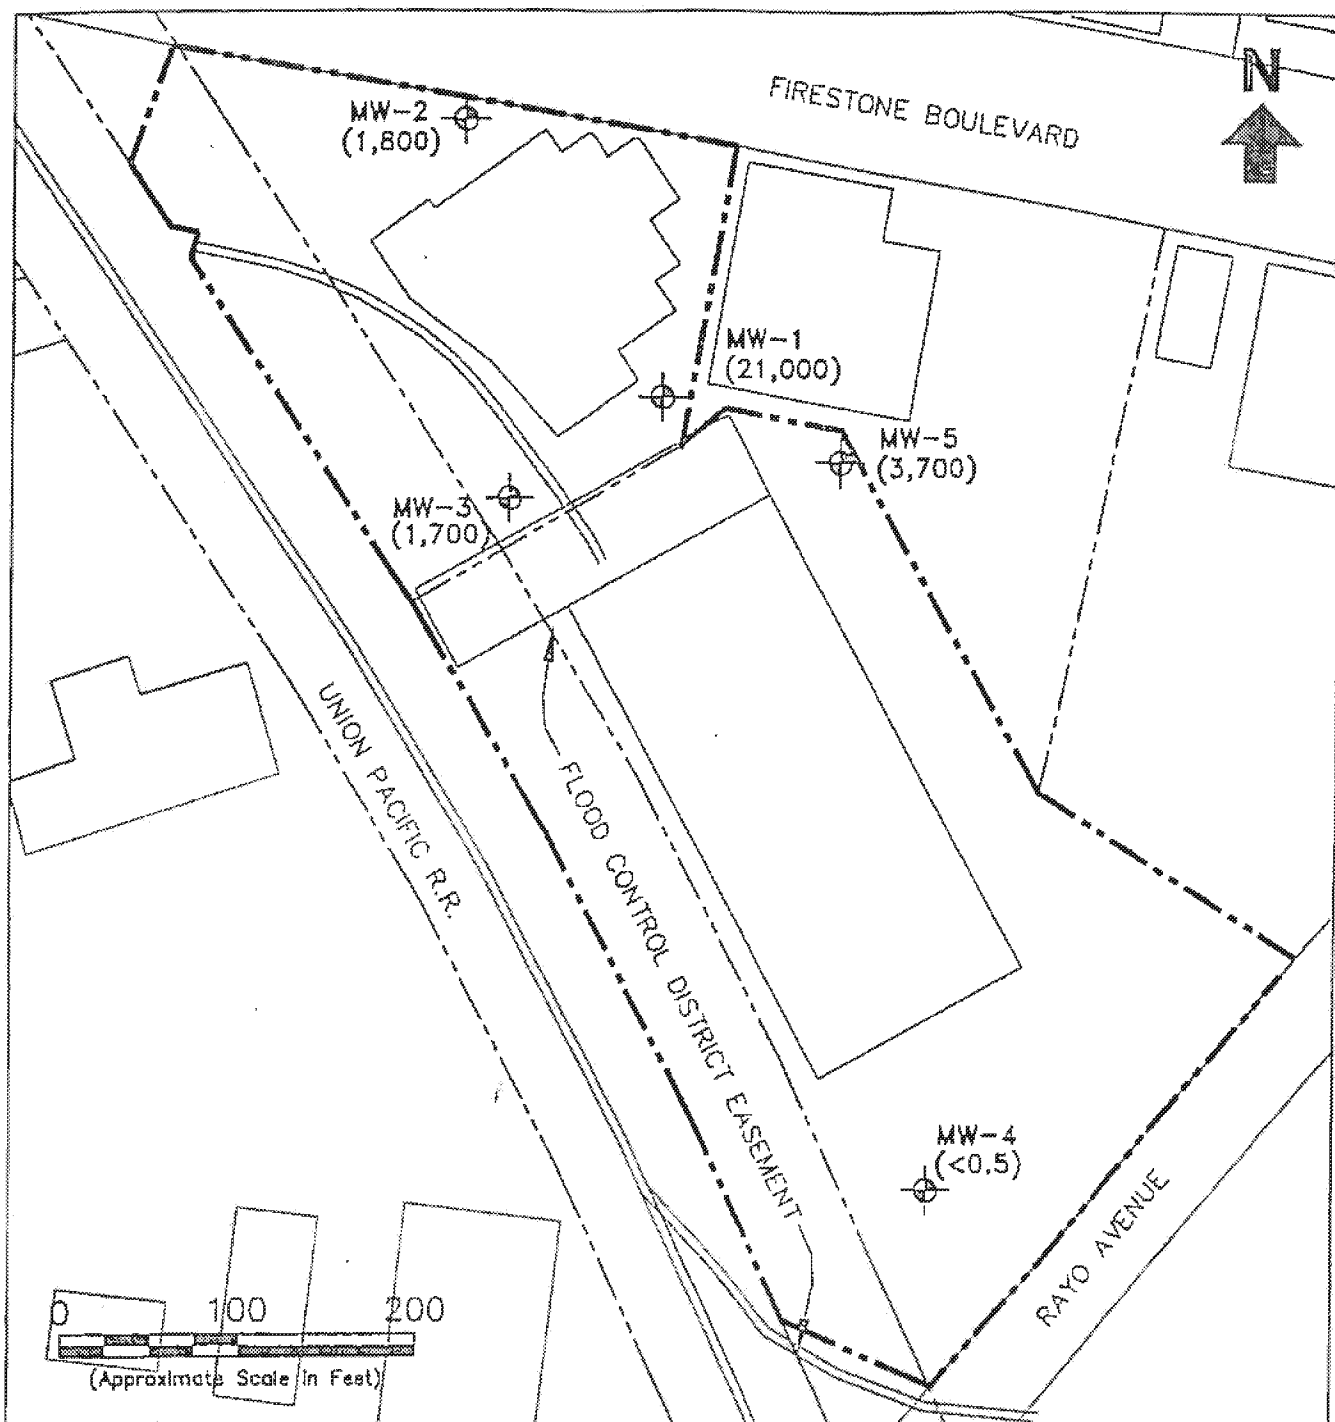 N
FIRESTONE BOULEVARD
MW-2
(1,800)
MW-1
(21,000)
MW-5
(3,700)
MW-3
(1,700)
UNION PACIFIC R.R.
FLOOD CONTROL DISTRICT EASEMENT
MW-4
(<0.5)
RAYO AVENUE
0 100 200
(Approximate Scale in Feet)